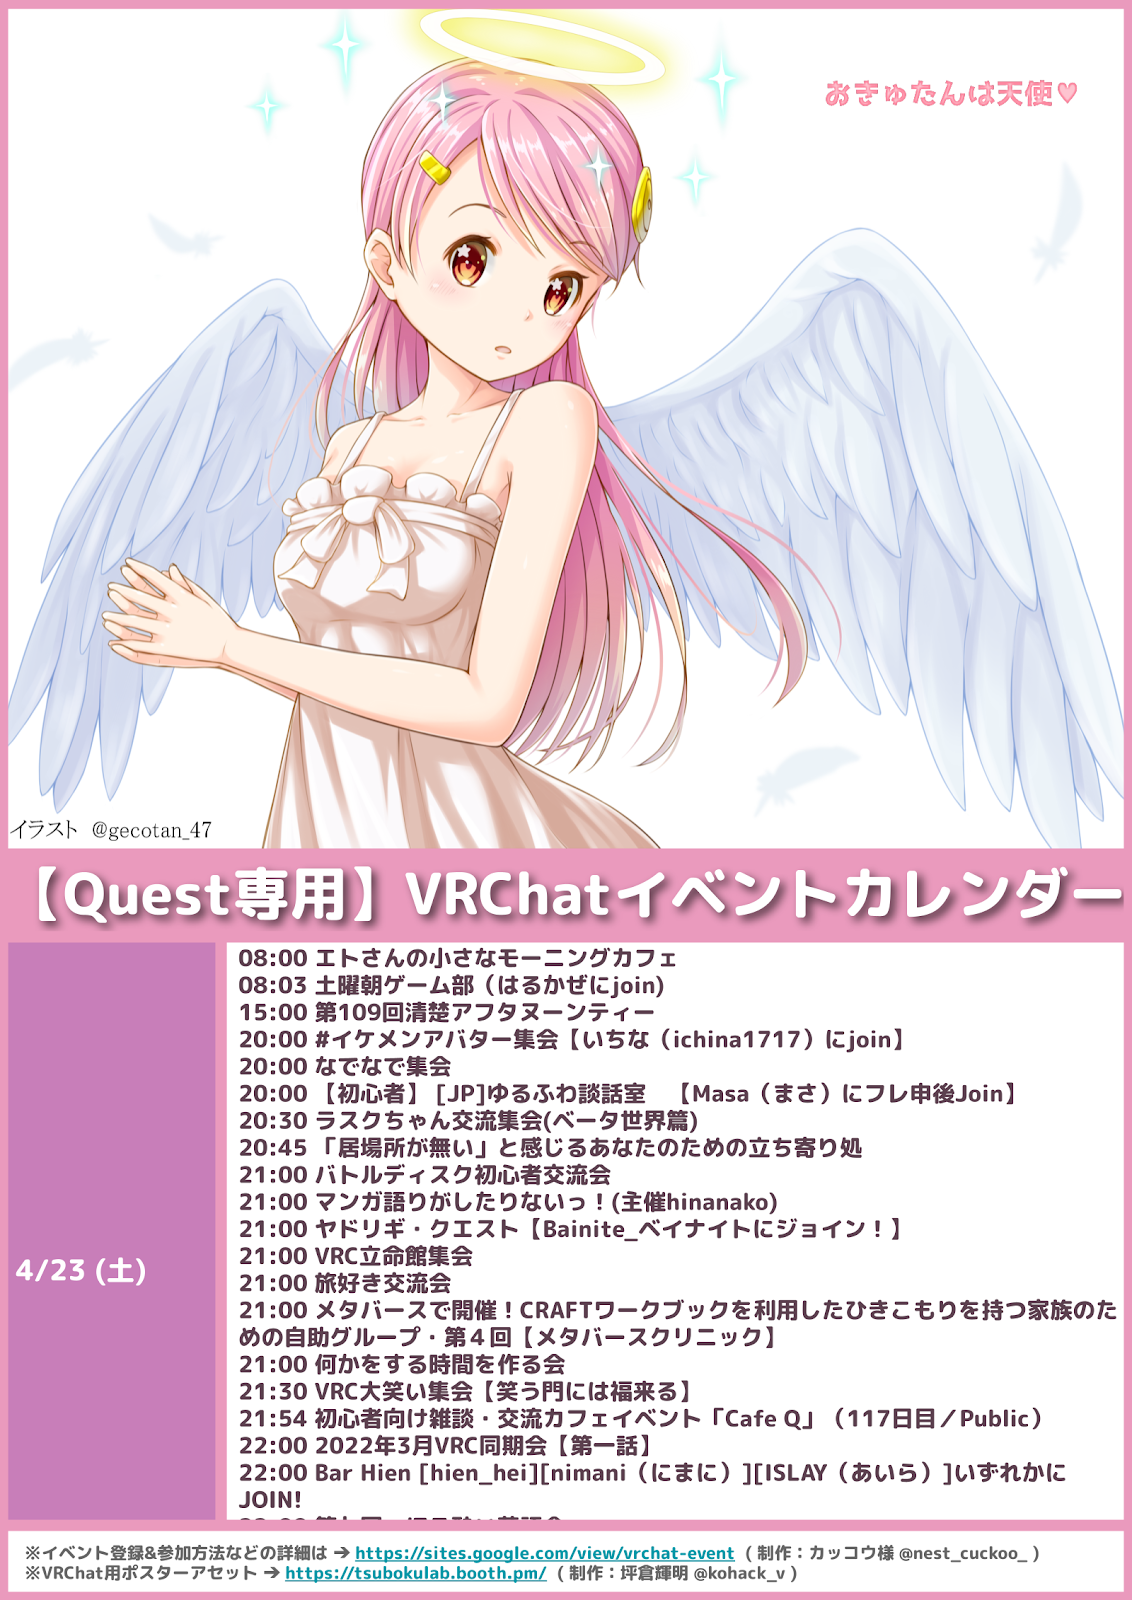 おきゅたんは天使♥
イラスト @gecotan_47
【Quest専用】VRChatイベントカレンダー
4/23 (土)
08:00 エトさんの小さなモーニングカフェ
08:03 土曜朝ゲーム部（はるかぜにjoin)
15:00 第109回清楚アフタヌーンティー
20:00 #イケメンアバター集会【いちな（ichina1717）にjoin】
20:00 なでなで集会
20:00 【初心者】 [JP]ゆるふわ談話室　【Masa（まさ）にフレ申後Join】
20:30 ラスクちゃん交流集会(ベータ世界篇)
20:45 「居場所が無い」と感じるあなたのための立ち寄り処
21:00 バトルディスク初心者交流会
21:00 マンガ語りがしたりないっ！(主催hinanako)
21:00 ヤドリギ・クエスト【Bainite_ベイナイトにジョイン！】
21:00 VRC立命館集会
21:00 旅好き交流会
21:00 メタバースで開催！CRAFTワークブックを利用したひきこもりを持つ家族のた
めの自助グループ・第４回【メタバースクリニック】
21:00 何かをする時間を作る会
21:30 VRC大笑い集会【笑う門には福来る】
21:54 初心者向け雑談・交流カフェイベント「Cafe Q」（117日目／Public）
22:00 2022年3月VRC同期会【第一話】
22:00 Bar Hien [hien_hei][nimani（にまに）][ISLAY（あいら）]いずれかに
JOIN!
※イベント登録&参加方法などの詳細は ➔ https://sites.google.com/view/vrchat-event ( 制作：カッコウ様 @nest_cuckoo_ )
※VRChat用ポスターアセット ➔ https://tsubokulab.booth.pm/ ( 制作：坪倉輝明 @kohack_v )